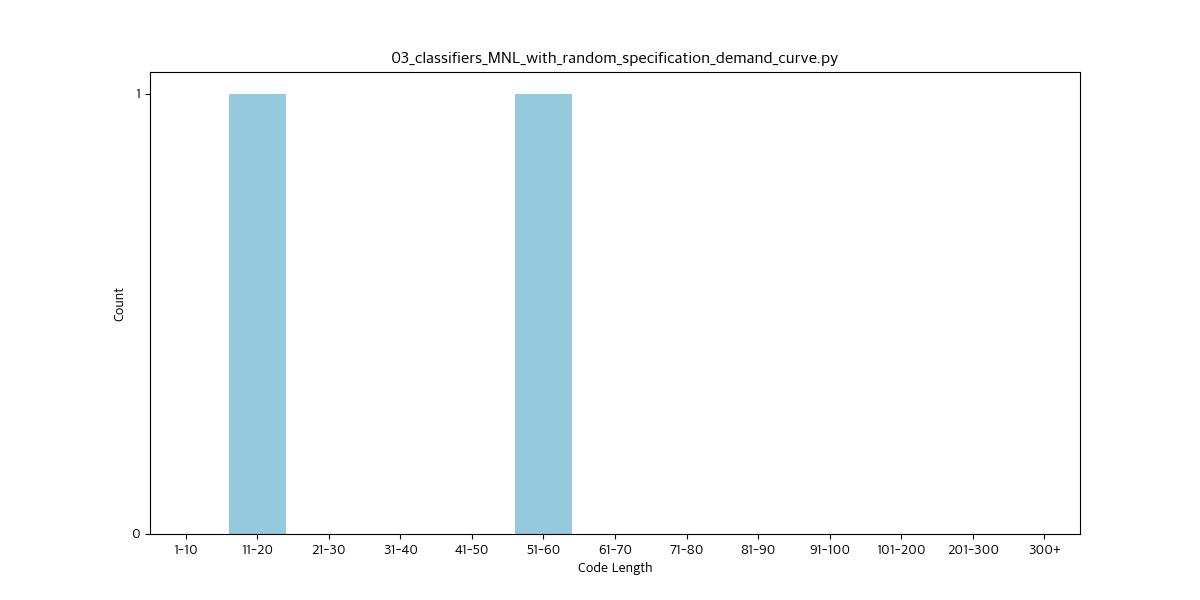 03_classifiers_MNL_with_random_specification_demand_curve.py
1
Count
0
1-10 11-20 21-30 31-40 41-50 51-60 61-70 71-80 81-90 91-100 101-200 201-300 300+
Code Length